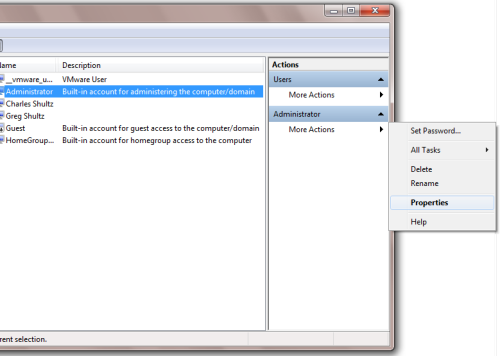 ame
Description
Actions
__vmware_u...
VMware User
Users
Administrator
Built-in account for administering the computer/domain
More Actions
Charles Shultz
Greg Shultz
Administrator
Guest
Built-in account for guest access to the computer/domain
More Actions
HomeGroup...
Built-in account for homegroup access to the computer
Set Password...
All Tasks
Delete
Rename
Properties
Help
rent selection.